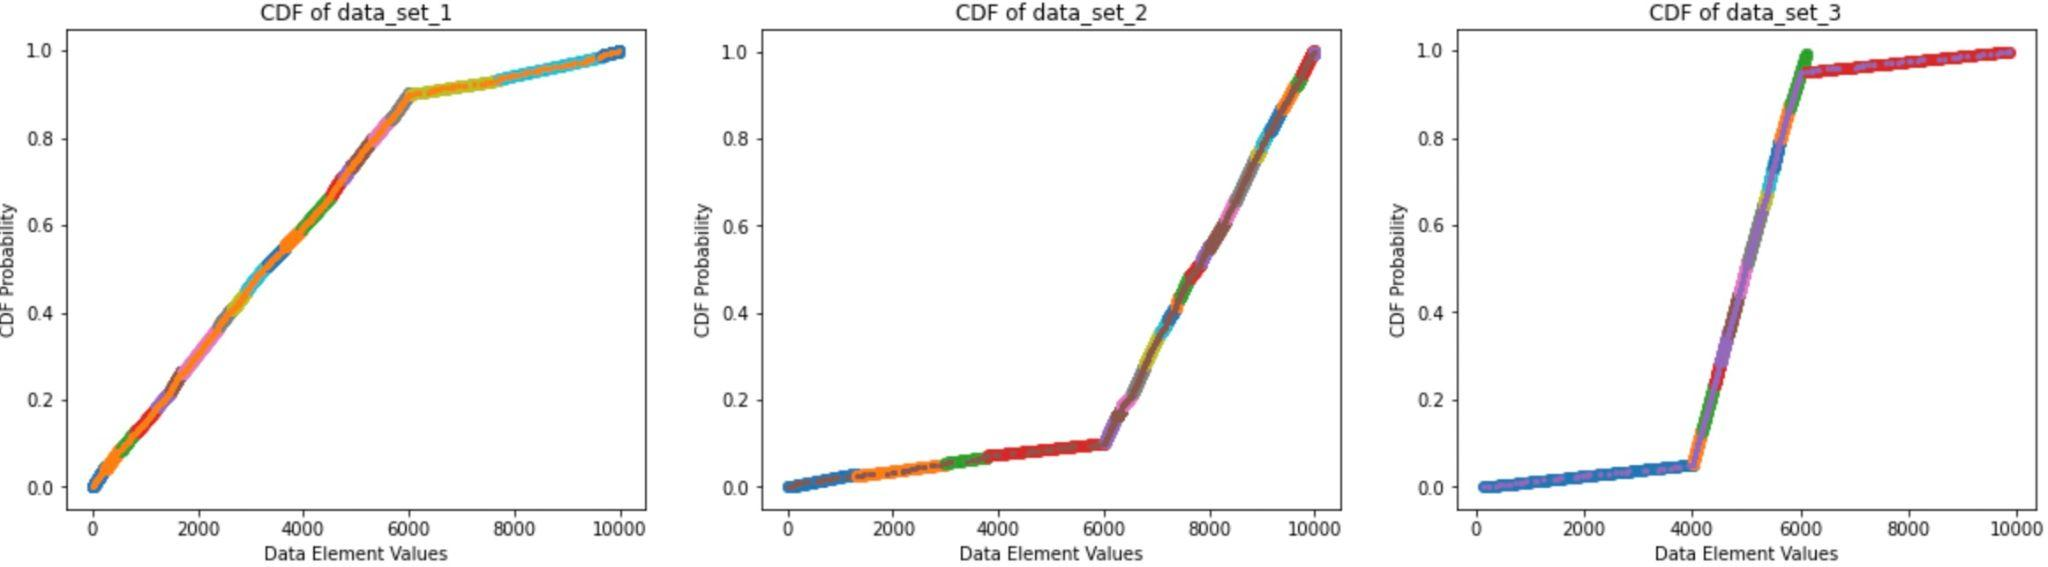 CDF of data_set_1
CDF Probability
1.0
0.8
0.6
0.4
0.2
0.0
0 2000 4000 6000 8000 10000
Data Element Values
CDF of data_set_2
CDF Probability
1.0
0.8
0.6
0.4
0.2
0.0
0 2000 4000 6000 8000 10000
Data Element Values
CDF of data_set_3
CDF Probability
1.0
0.8
0.6
0.4
0.2
0.0
0 2000 4000 6000 8000 10000
Data Element Values